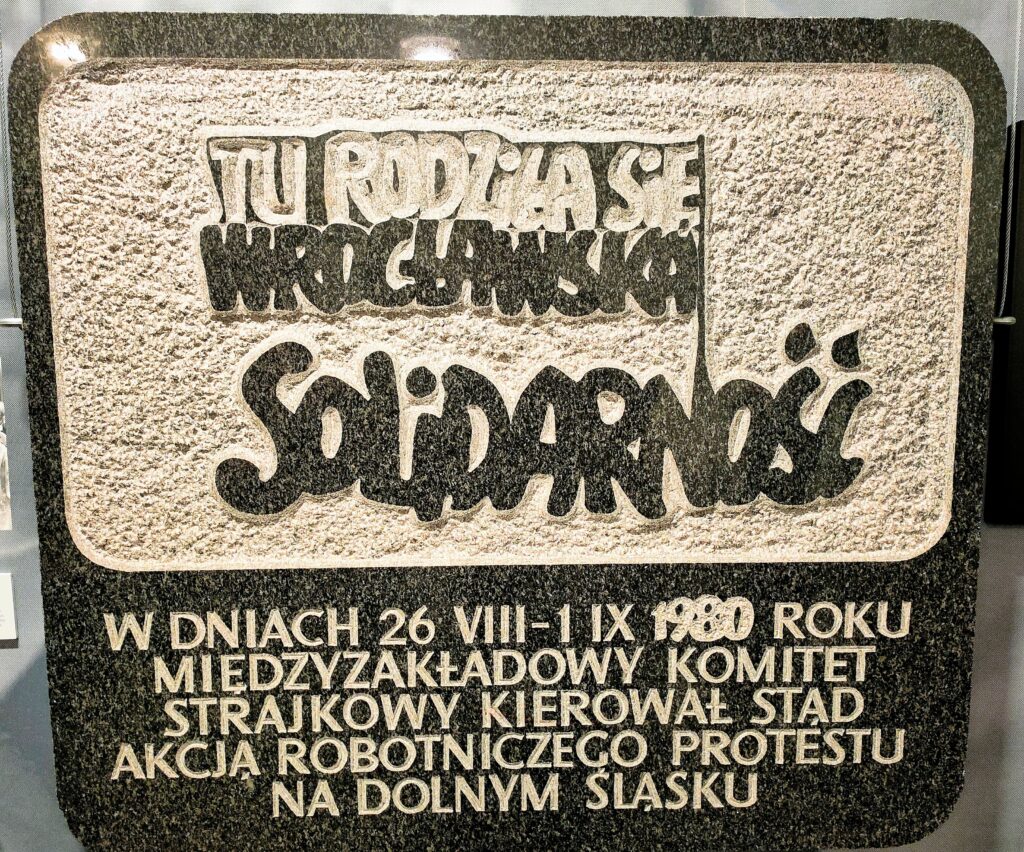 TU RODZiŁA SiĘ
WROCŁAWSKA
SOLiDARNOŚĆ
W DNIACH 26 VIII-1 IX 1980 ROKU
MIĘDZYZAKŁADOWY KOMITET
STRAJKOWY KIEROWAŁ STĄD
AKCJĄ ROBOTNICZEGO PROTESTU
NA DOLNYM ŚLĄSKU